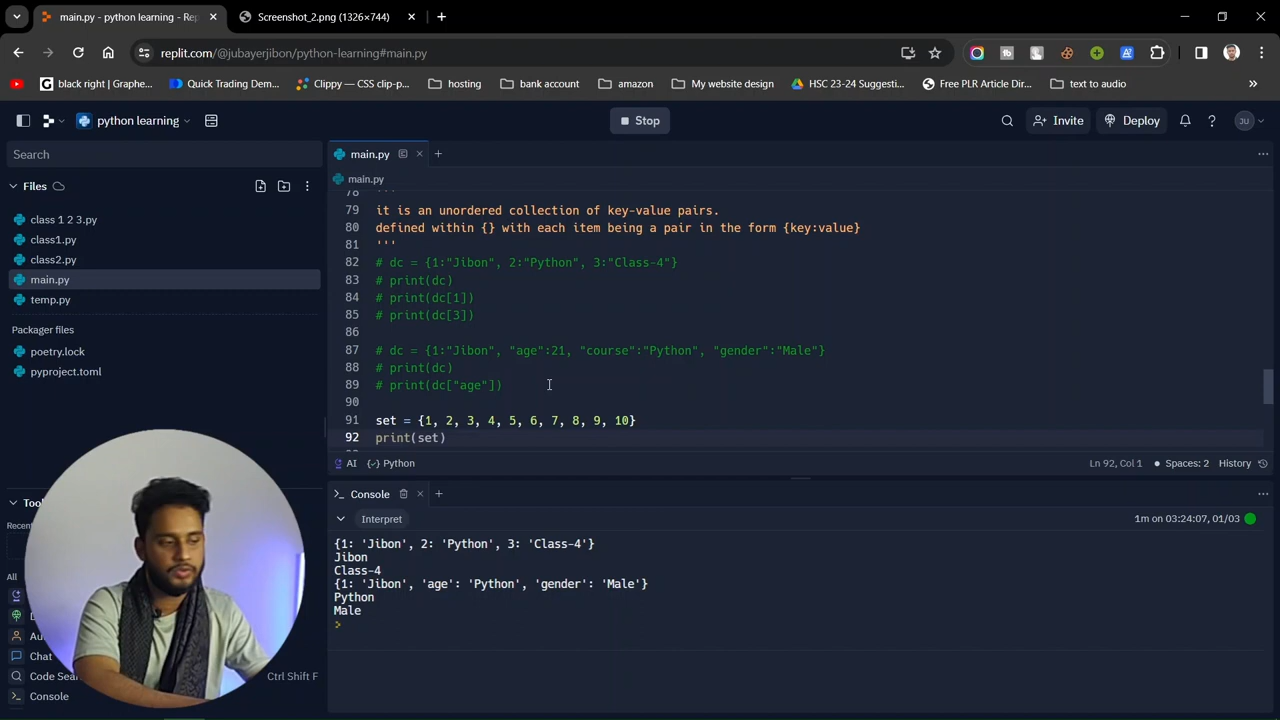 main.py - python learning - Rep
Screenshot_2.png (1326×744)
replit.com/@jubayerjibon/python-learning#main.py
black right | Graphe...
Quick Trading Dem...
Clippy — CSS clip-p...
hosting
bank account
amazon
My website design
HSC 23-24 Suggesti...
Free PLR Article Dir...
text to audio
python learning
Stop
Invite
Deploy
JU
Search
main.py
Files
main.py
class 1 2 3.py
class1.py
class2.py
main.py
temp.py
Packager files
poetry.lock
pyproject.toml
78 '''
79 it is an unordered collection of key-value pairs.
80 defined within {} with each item being a pair in the form {key:value}
81 '''
82 # dc = {1:"Jibon", 2:"Python", 3:"Class-4"}
83 # print(dc)
84 # print(dc[1])
85 # print(dc[3])
86
87 # dc = {1:"Jibon", "age":21, "course":"Python", "gender":"Male"}
88 # print(dc)
89 # print(dc["age"])
90
91 set = {1, 2, 3, 4, 5, 6, 7, 8, 9, 10}
92 print(set)
AI {} Python
Ln 92, Col 1 • Spaces: 2 History
Console
Interpret
1m on 03:24:07, 01/03
{1: 'Jibon', 2: 'Python', 3: 'Class-4'}
Jibon
Class-4
{1: 'Jibon', 'age': 'Python', 'gender': 'Male'}
Python
Male
>
Too
Recen
All
Chat
Code Sea
Ctrl Shift F
Console